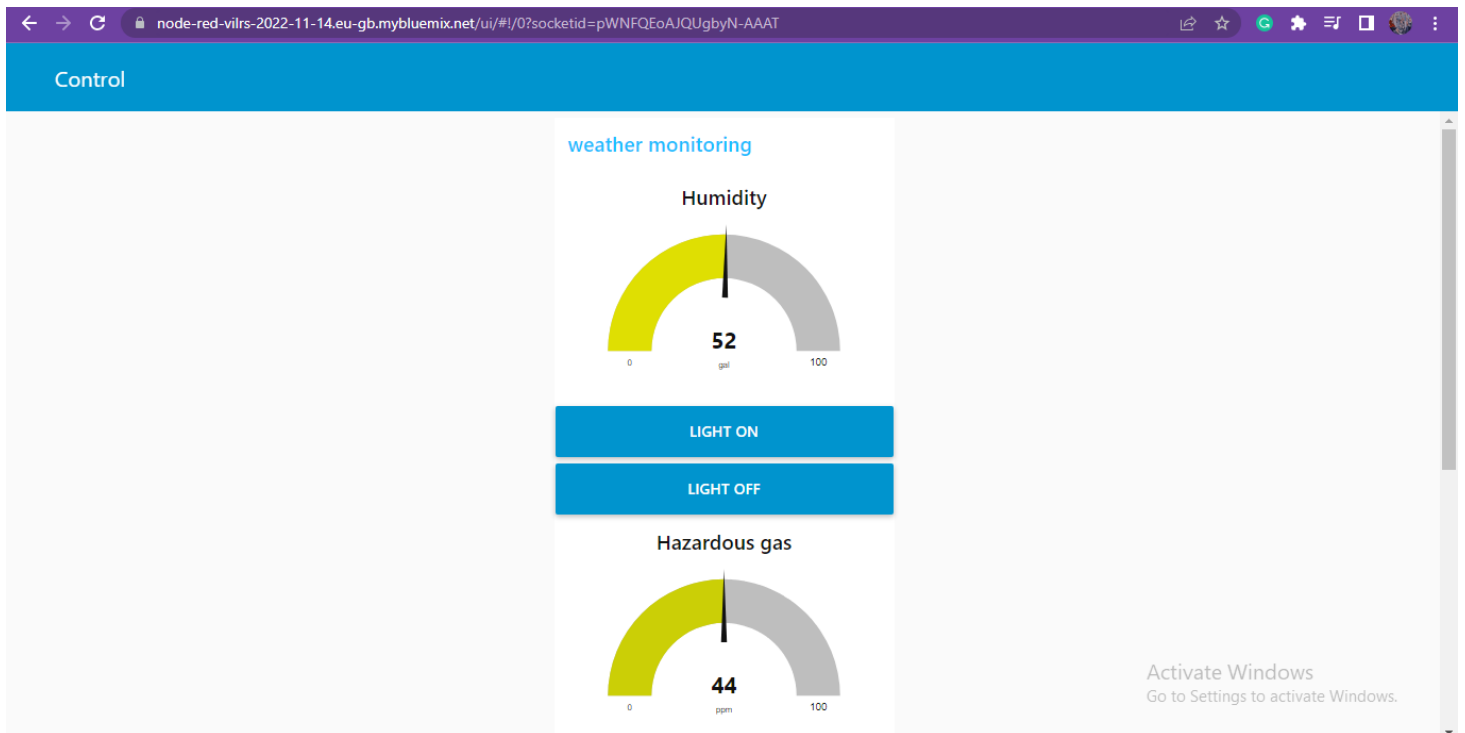 node-red-vilrs-2022-11-14.eu-gb.mybluemix.net/ui/#!/0?socketid=pWNFQEoAJQUgbyN-AAAT
Control
weather monitoring
Humidity
52
0 gal 100
LIGHT ON
LIGHT OFF
Hazardous gas
44
0 ppm 100
Activate Windows
Go to Settings to activate Windows.